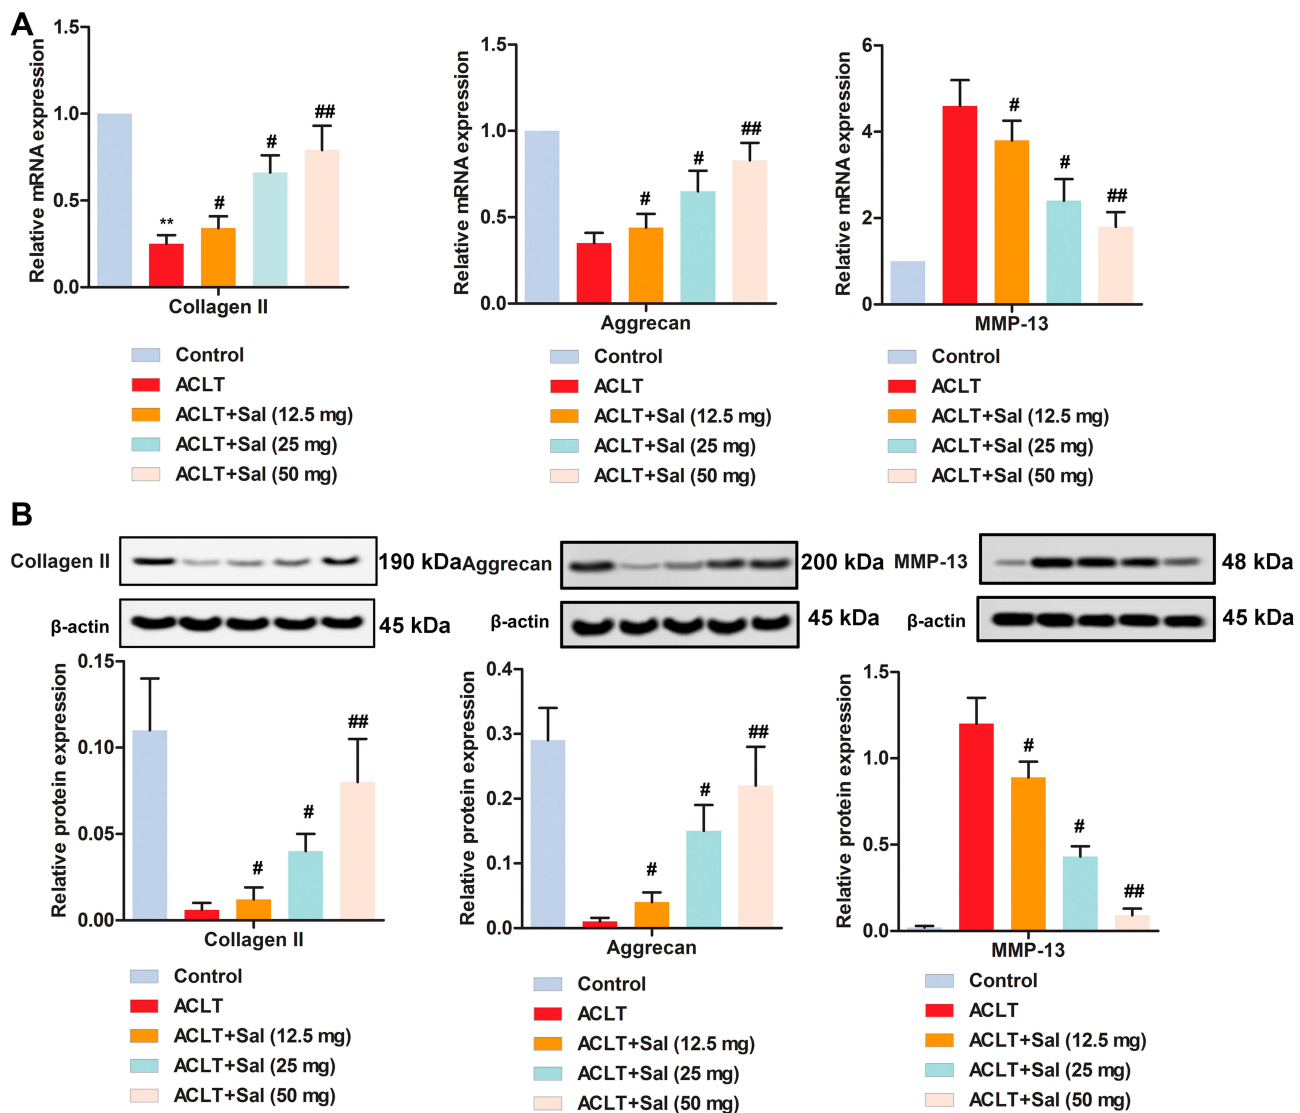 A
Relative mRNA expression
1.5
1.0
0.5
0.0
**
#
#
##
Collagen II
Control
ACLT
ACLT+Sal (12.5 mg)
ACLT+Sal (25 mg)
ACLT+Sal (50 mg)
Relative mRNA expression
1.5
1.0
0.5
0.0
#
#
##
Aggrecan
Control
ACLT
ACLT+Sal (12.5 mg)
ACLT+Sal (25 mg)
ACLT+Sal (50 mg)
Relative mRNA expression
6
4
2
0
#
#
##
MMP-13
Control
ACLT
ACLT+Sal (12.5 mg)
ACLT+Sal (25 mg)
ACLT+Sal (50 mg)
B
Collagen II
190 kDa
β-actin
45 kDa
Relative protein expression
0.15
0.10
0.05
0.00
#
#
##
Collagen II
Control
ACLT
ACLT+Sal (12.5 mg)
ACLT+Sal (25 mg)
ACLT+Sal (50 mg)
Aggrecan
200 kDa
β-actin
45 kDa
Relative protein expression
0.4
0.3
0.2
0.1
0.0
#
#
##
Aggrecan
Control
ACLT
ACLT+Sal (12.5 mg)
ACLT+Sal (25 mg)
ACLT+Sal (50 mg)
MMP-13
48 kDa
β-actin
45 kDa
Relative protein expression
1.5
1.0
0.5
0.0
#
#
##
MMP-13
Control
ACLT
ACLT+Sal (12.5 mg)
ACLT+Sal (25 mg)
ACLT+Sal (50 mg)